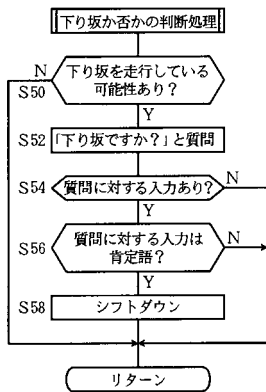 下り坂か否かの判断処理
N
下り坂を走行している
可能性あり？
S50
Y
S52
「下り坂ですか？」と質問
S54
質問に対する入力あり？
N
Y
S56
質問に対する入力は
肯定語？
N
Y
S58
シフトダウン
リターン